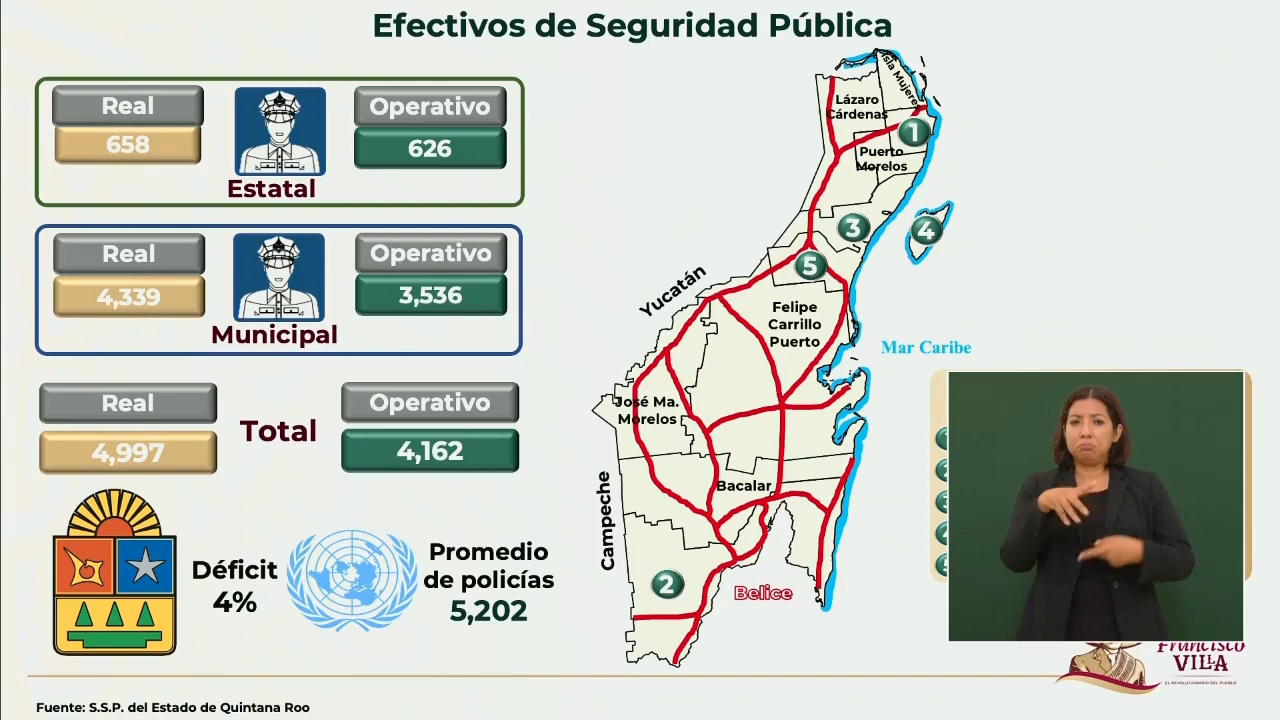 Efectivos de Seguridad Pública
Real
658
Operativo
626
Estatal
Real
4,339
Operativo
3,536
Municipal
Real
4,997
Total
Operativo
4,162
Déficit
4%
Promedio
de policías
5,202
Isla Mujeres
Lázaro
Cárdenas
1
Puerto
Morelos
3
4
5
Yucatán
Felipe
Carrillo
Puerto
Mar Caribe
José Ma.
Morelos
Bacalar
Campeche
2
Belice
Francisco
VILLA
EL REVOLUCIONARIO DEL PUEBLO
Fuente: S.S.P. del Estado de Quintana Roo